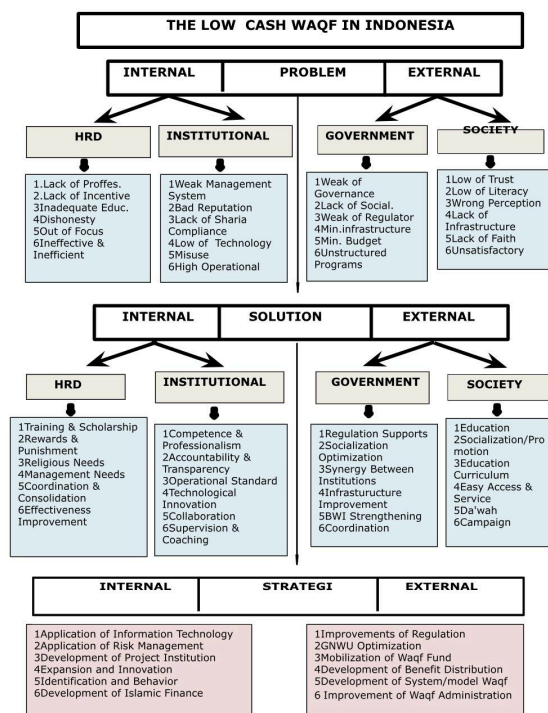 THE LOW CASH WAQF IN INDONESIA
INTERNAL PROBLEM EXTERNAL
HRD
1.Lack of Proffes.
2.Lack of Incentive
3Inadequate Educ.
4Dishonesty
5Out of Focus
6Ineffective &
Inefficient
INSTITUTIONAL
1Weak Management
System
2Bad Reputation
3Lack of Sharia
Compliance
4Low of Technology
5Misuse
6High Operational
GOVERNMENT
1Weak of
Governance
2Lack of Social.
3Weak of Regulator
4Min.infrastructure
5Min. Budget
6Unstructured
Programs
SOCIETY
1Low of Trust
2Low of Literacy
3Wrong Perception
4Lack of
Infrastructure
5Lack of Faith
6Unsatisfactory
INTERNAL SOLUTION EXTERNAL
HRD
1Training & Scholarship
2Rewards &
Punishment
3Religious Needs
4Management Needs
5Coordination &
Consolidation
6Effectiveness
Improvement
INSTITUTIONAL
1Competence &
Professionalism
2Accountability &
Transparency
3Operational Standard
4Technological
Innovation
5Collaboration
6Supervision &
Coaching
GOVERNMENT
1Regulation Supports
2Socialization
Optimization
3Synergy Between
Institutions
4Infrasturucture
Improvement
5BWI Strengthening
6Coordination
SOCIETY
1Education
2Socialization/Pro
motion
3Education
Curriculum
4Easy Access &
Service
5Da'wah
6Campaign
INTERNAL STRATEGI EXTERNAL
1Application of Information Technology
2Application of Risk Management
3Development of Project Institution
4Expansion and Innovation
5Identification and Behavior
6Development of Islamic Finance
1Improvements of Regulation
2GNWU Optimization
3Mobilization of Waqf Fund
4Development of Benefit Distribution
5Development of System/model Waqf
6 Improvement of Waqf Administration